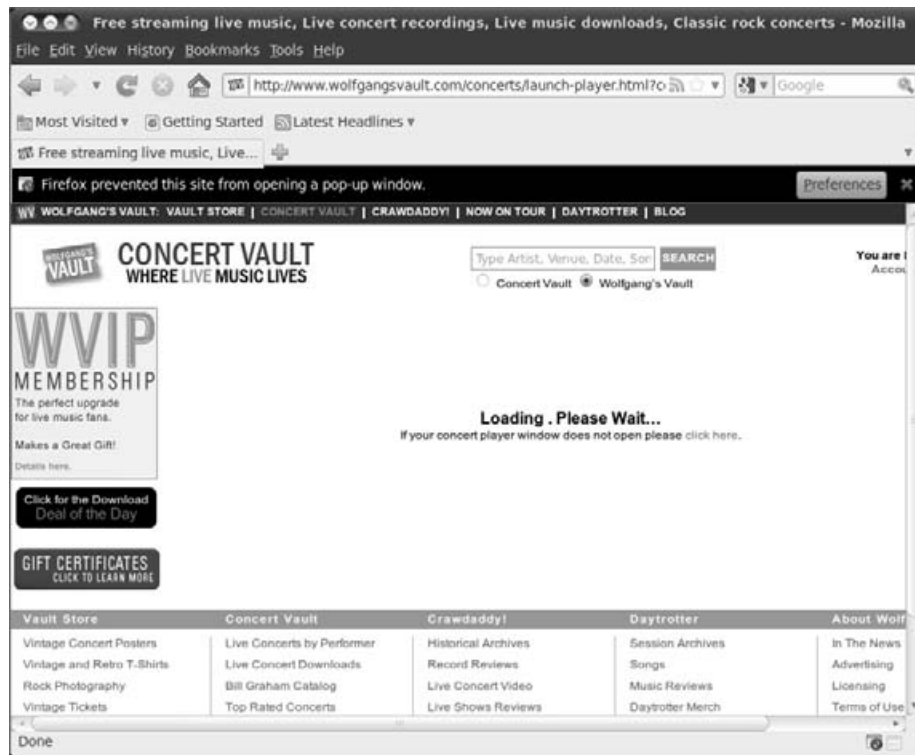 Free streaming live music, Live concert recordings, Live music downloads, Classic rock concerts - Mozilla
File Edit View History Bookmarks Tools Help
http://www.wolfgangsvault.com/concerts/launch-player.html?c
Google
Most Visited Getting Started Latest Headlines
Free streaming live music, Live...
Firefox prevented this site from opening a pop-up window. Preferences
WV WOLFGANG'S VAULT: VAULT STORE | CONCERT VAULT | CRAWDADDY! | NOW ON TOUR | DAYTROTTER | BLOG
WOLFGANG'S
VAULT
CONCERT VAULT
WHERE LIVE MUSIC LIVES
Type Artist, Venue, Date, Son SEARCH
Concert Vault Wolfgang's Vault
You are
Accou
WVIP
MEMBERSHIP
The perfect upgrade
for live music fans.
Makes a Great Gift!
Details here.
Loading . Please Wait...
If your concert player window does not open please click here.
Click for the Download
Deal of the Day
GIFT CERTIFICATES
CLICK TO LEARN MORE
Vault Store Concert Vault Crawdaddy! Daytrotter About Wolf
Vintage Concert Posters Live Concerts by Performer Historical Archives Session Archives In The News
Vintage and Retro T-Shirts Live Concert Downloads Record Reviews Songs Advertising
Rock Photography Bill Graham Catalog Live Concert Video Music Reviews Licensing
Vintage Tickets Top Rated Concerts Live Shows Reviews Daytrotter Merch Terms of Use
Done